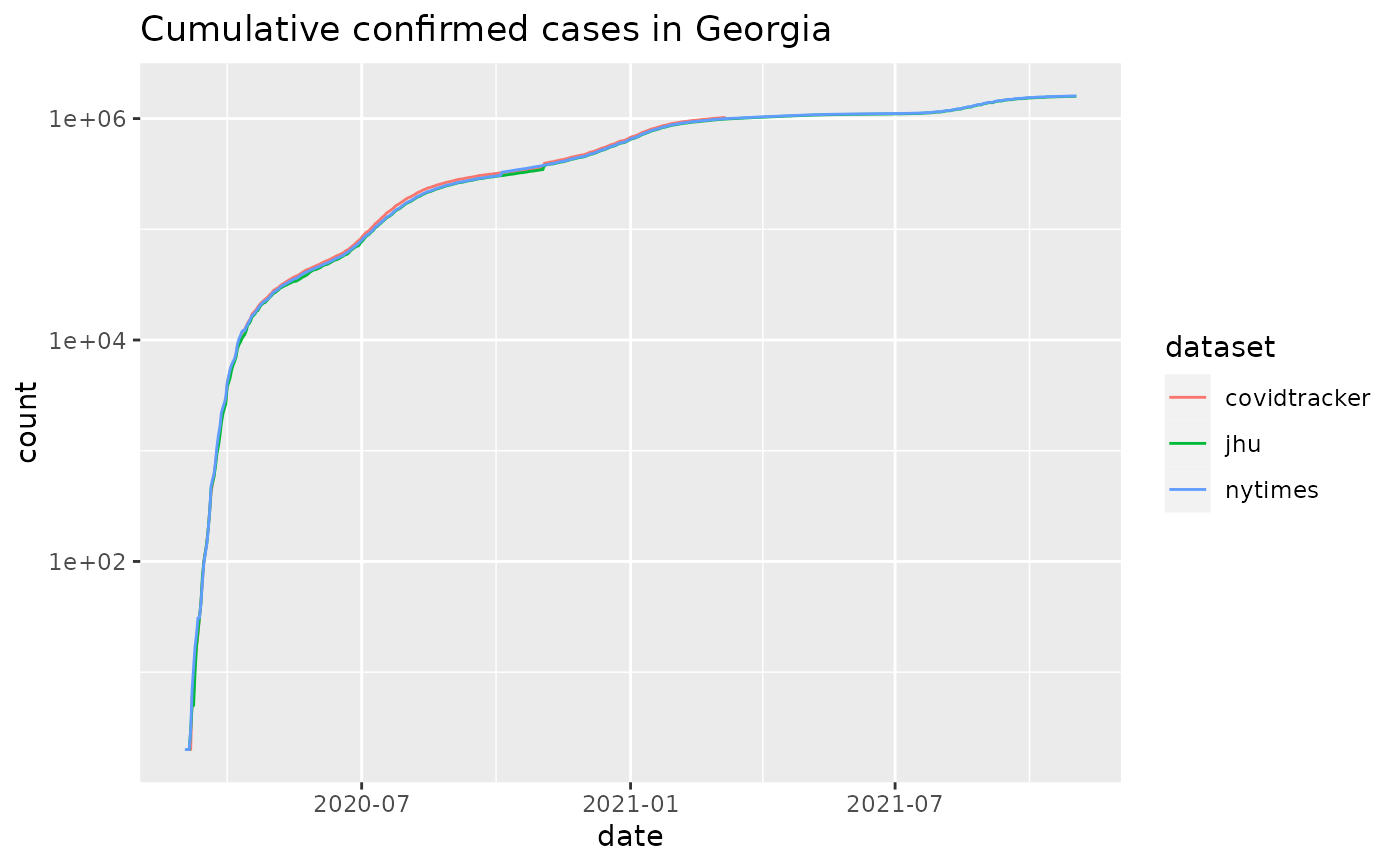 Cumulative confirmed cases in Georgia
1e+06
1e+04
1e+02
count
2020-07
2021-01
2021-07
date
dataset
covidtracker
jhu
nytimes